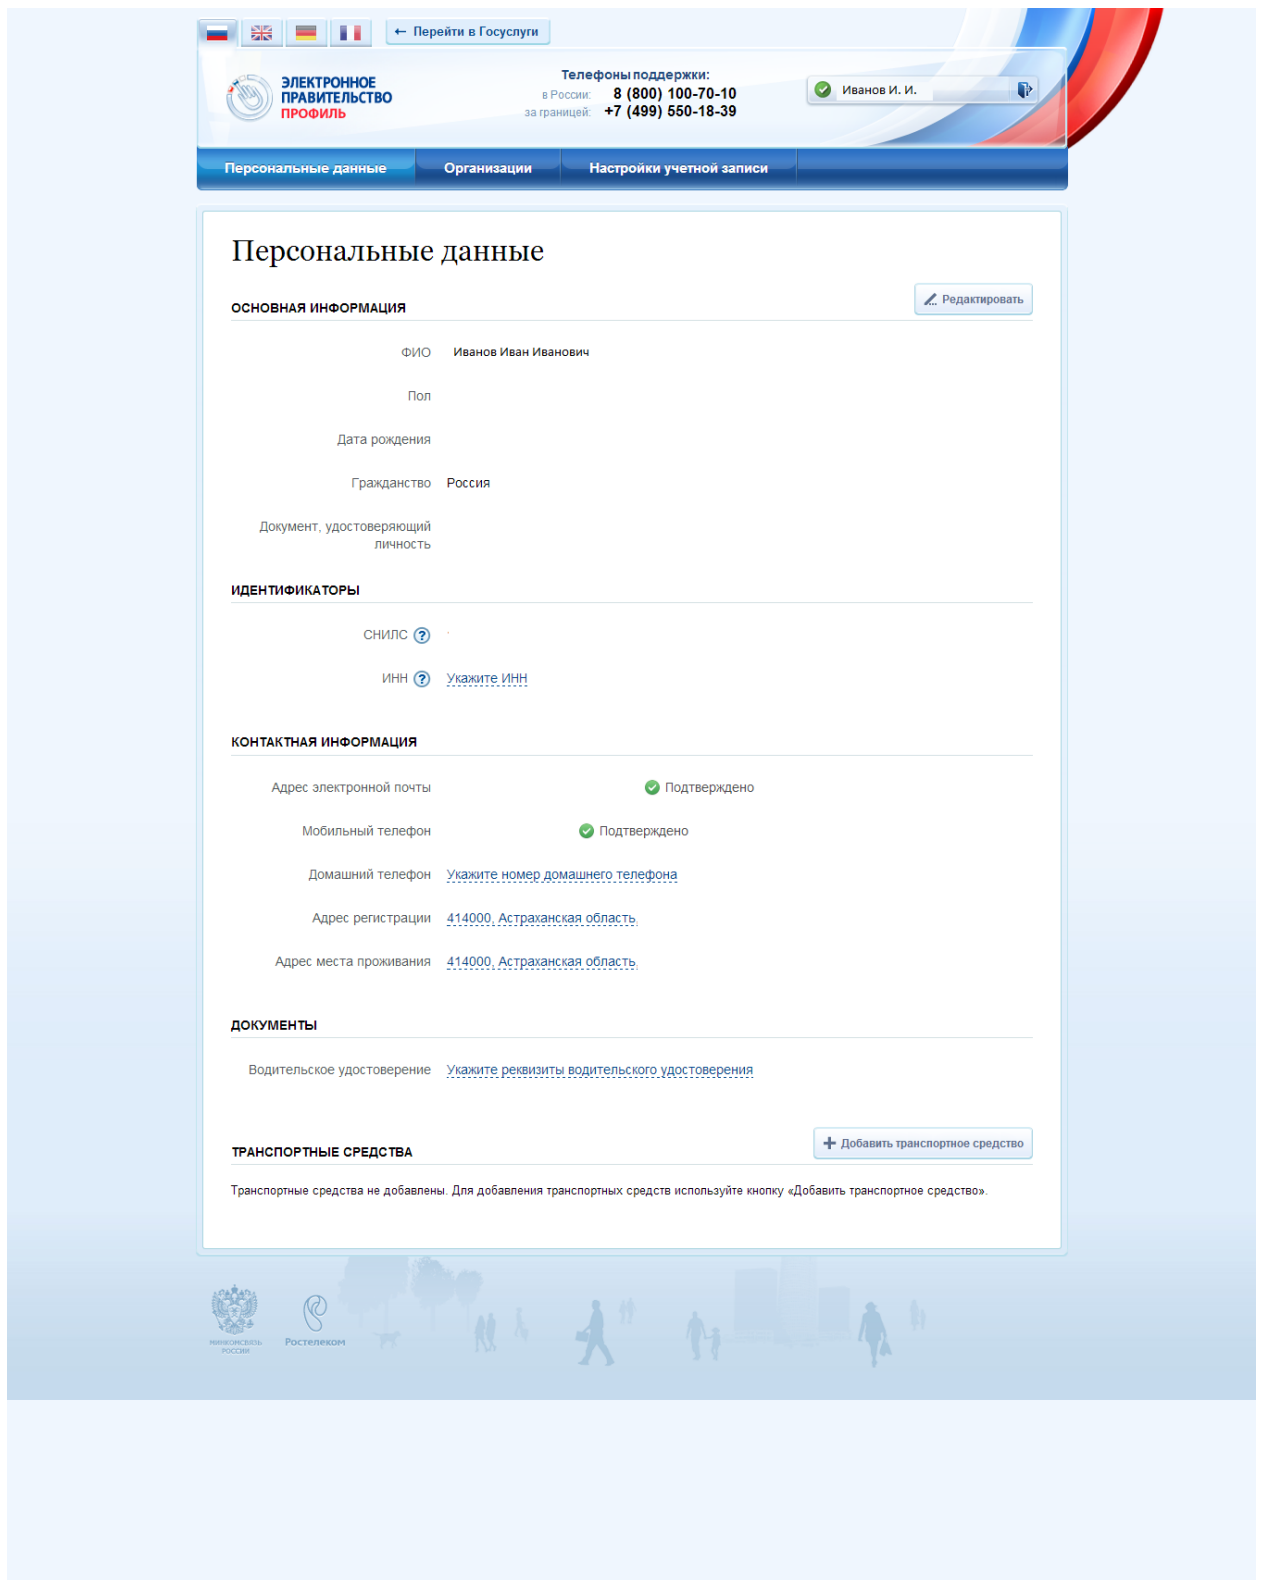 ← Перейти в Госуслуги
ЭЛЕКТРОННОЕ
ПРАВИТЕЛЬСТВО
ПРОФИЛЬ
Телефоны поддержки:
в России: 8 (800) 100-70-10
за границей: +7 (499) 550-18-39
Иванов И. И.
Персональные данные Организации Настройки учетной записи
Персональные данные
ОСНОВНАЯ ИНФОРМАЦИЯ Редактировать
ФИО Иванов Иван Иванович
Пол
Дата рождения
Гражданство Россия
Документ, удостоверяющий
личность
ИДЕНТИФИКАТОРЫ
СНИЛС ?
ИНН ? Укажите ИНН
КОНТАКТНАЯ ИНФОРМАЦИЯ
Адрес электронной почты Подтверждено
Мобильный телефон Подтверждено
Домашний телефон Укажите номер домашнего телефона
Адрес регистрации 414000, Астраханская область,
Адрес места проживания 414000, Астраханская область,
ДОКУМЕНТЫ
Водительское удостоверение Укажите реквизиты водительского удостоверения
ТРАНСПОРТНЫЕ СРЕДСТВА + Добавить транспортное средство
Транспортные средства не добавлены. Для добавления транспортных средств используйте кнопку «Добавить транспортное средство».
МИНКОМСВЯЗЬ
РОССИИ
Ростелеком